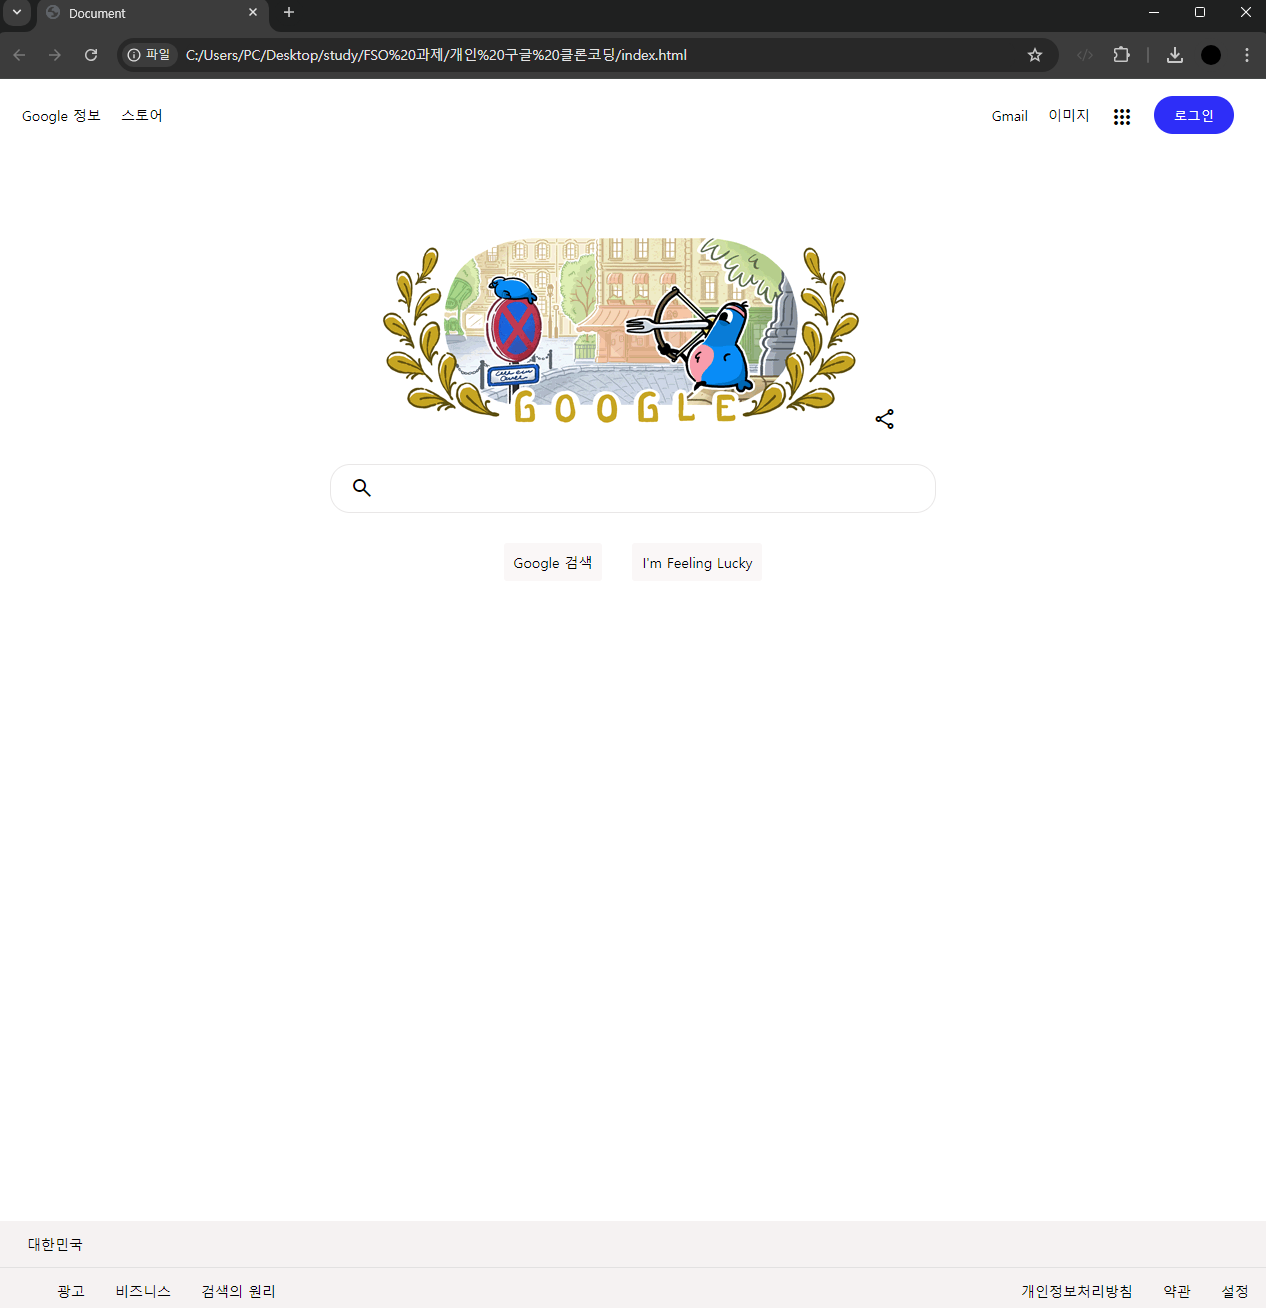 Document
파일 C:/Users/PC/Desktop/study/FSO%20과제/개인%20구글%20클론코딩/index.html
Google 정보 스토어 Gmail 이미지 로그인
GOOGLE
Google 검색 I'm Feeling Lucky
대한민국
광고 비즈니스 검색의 원리 개인정보처리방침 약관 설정